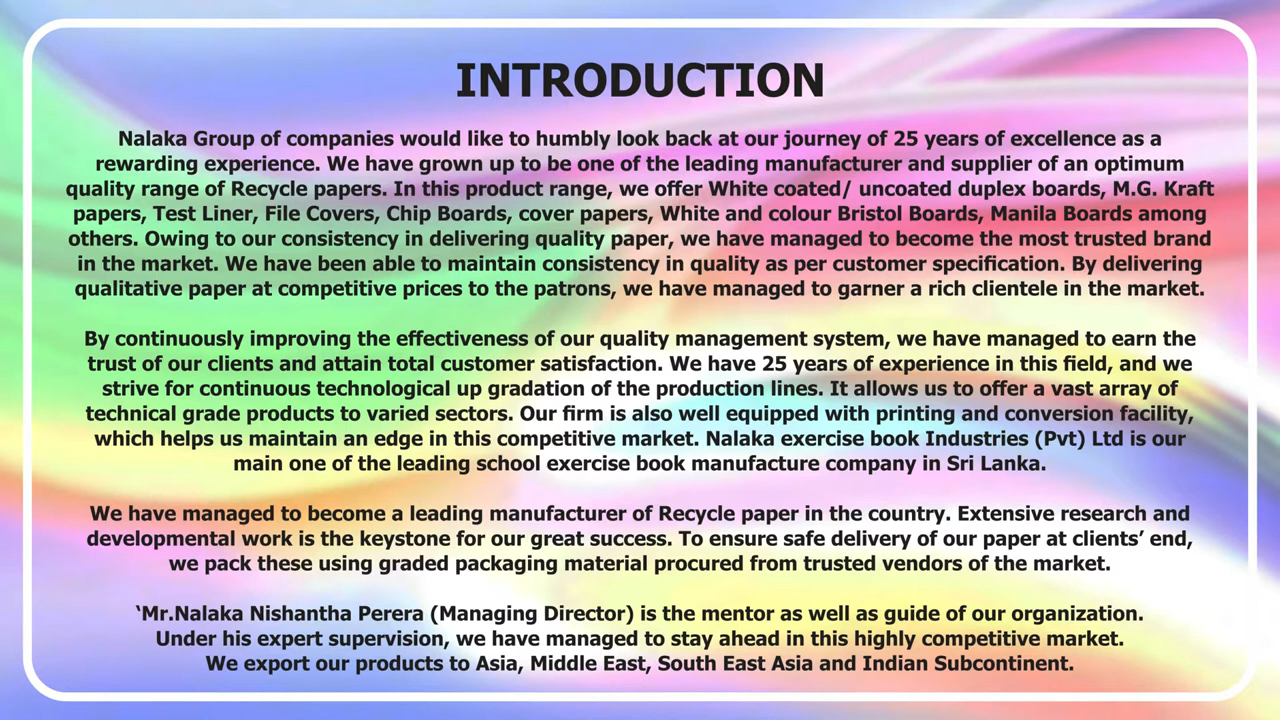 INTRODUCTION
Nalaka Group of companies would like to humbly look back at our journey of 25 years of excellence as a
rewarding experience. We have grown up to be one of the leading manufacturer and supplier of an optimum
quality range of Recycle papers. In this product range, we offer White coated/ uncoated duplex boards, M.G. Kraft
papers, Test Liner, File Covers, Chip Boards, cover papers, White and colour Bristol Boards, Manila Boards among
others. Owing to our consistency in delivering quality paper, we have managed to become the most trusted brand
in the market. We have been able to maintain consistency in quality as per customer specification. By delivering
qualitative paper at competitive prices to the patrons, we have managed to garner a rich clientele in the market.
By continuously improving the effectiveness of our quality management system, we have managed to earn the
trust of our clients and attain total customer satisfaction. We have 25 years of experience in this field, and we
strive for continuous technological up gradation of the production lines. It allows us to offer a vast array of
technical grade products to varied sectors. Our firm is also well equipped with printing and conversion facility,
which helps us maintain an edge in this competitive market. Nalaka exercise book Industries (Pvt) Ltd is our
main one of the leading school exercise book manufacture company in Sri Lanka.
We have managed to become a leading manufacturer of Recycle paper in the country. Extensive research and
developmental work is the keystone for our great success. To ensure safe delivery of our paper at clients’ end,
we pack these using graded packaging material procured from trusted vendors of the market.
‘Mr.Nalaka Nishantha Perera (Managing Director) is the mentor as well as guide of our organization.
Under his expert supervision, we have managed to stay ahead in this highly competitive market.
We export our products to Asia, Middle East, South East Asia and Indian Subcontinent.